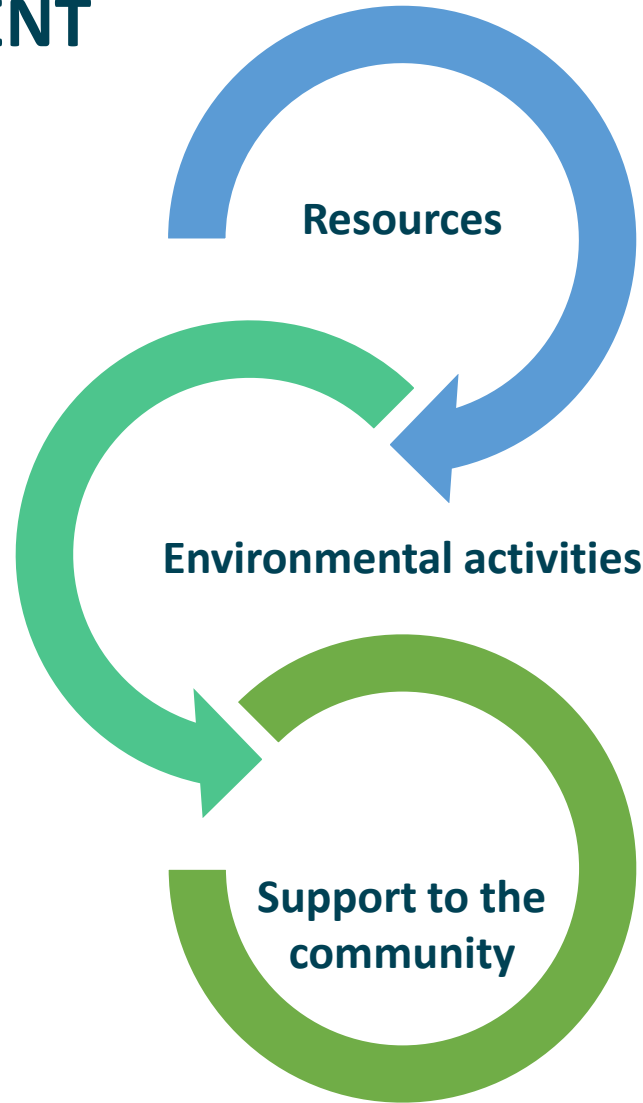 ENT
Resources
Environmental activities
Support to the
community